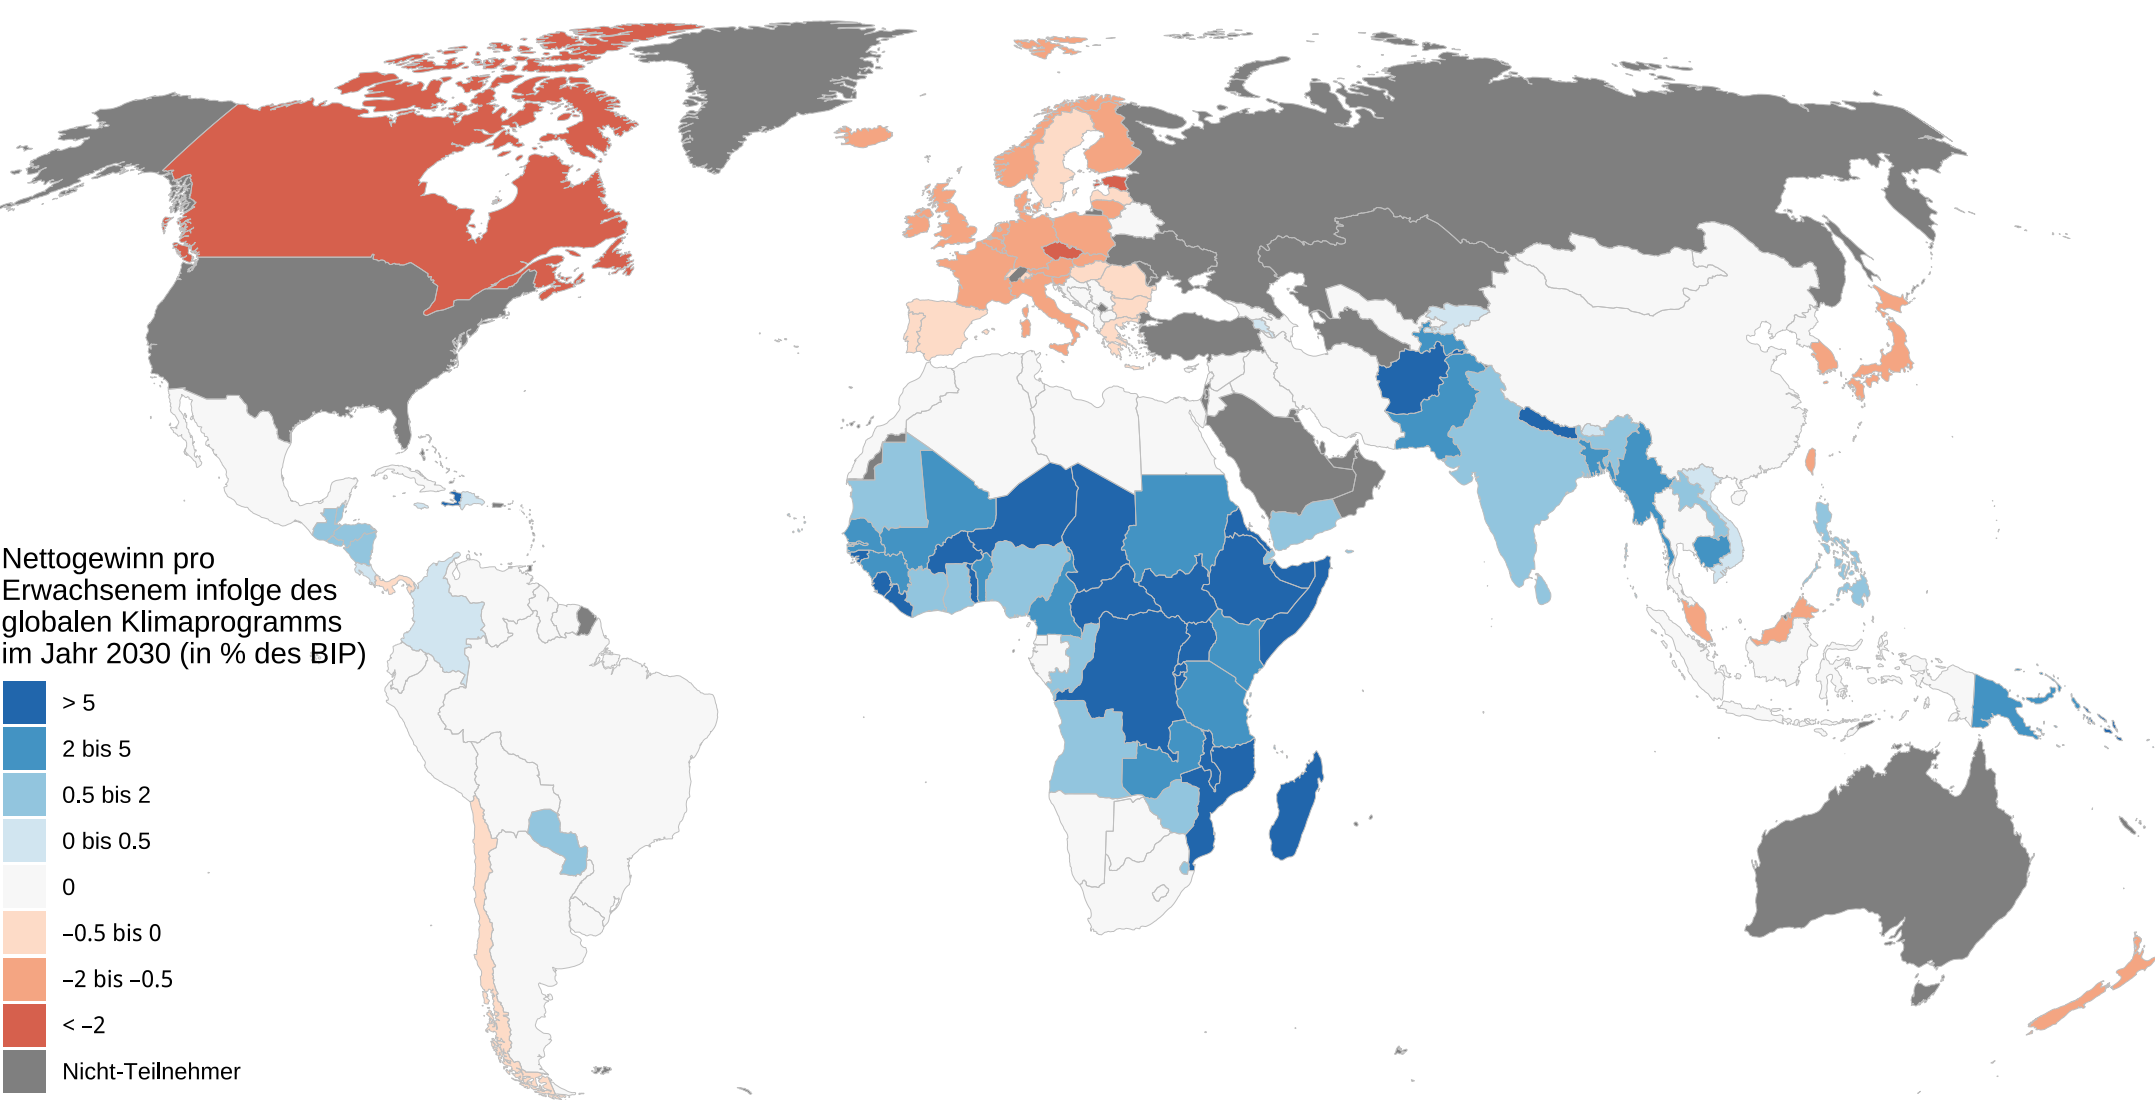 Nettogewinn pro
Erwachsenem infolge des
globalen Klimaprogramms
im Jahr 2030 (in % des BIP)
> 5
2 bis 5
0.5 bis 2
0 bis 0.5
0
–0.5 bis 0
–2 bis –0.5
< –2
Nicht-Teilnehmer